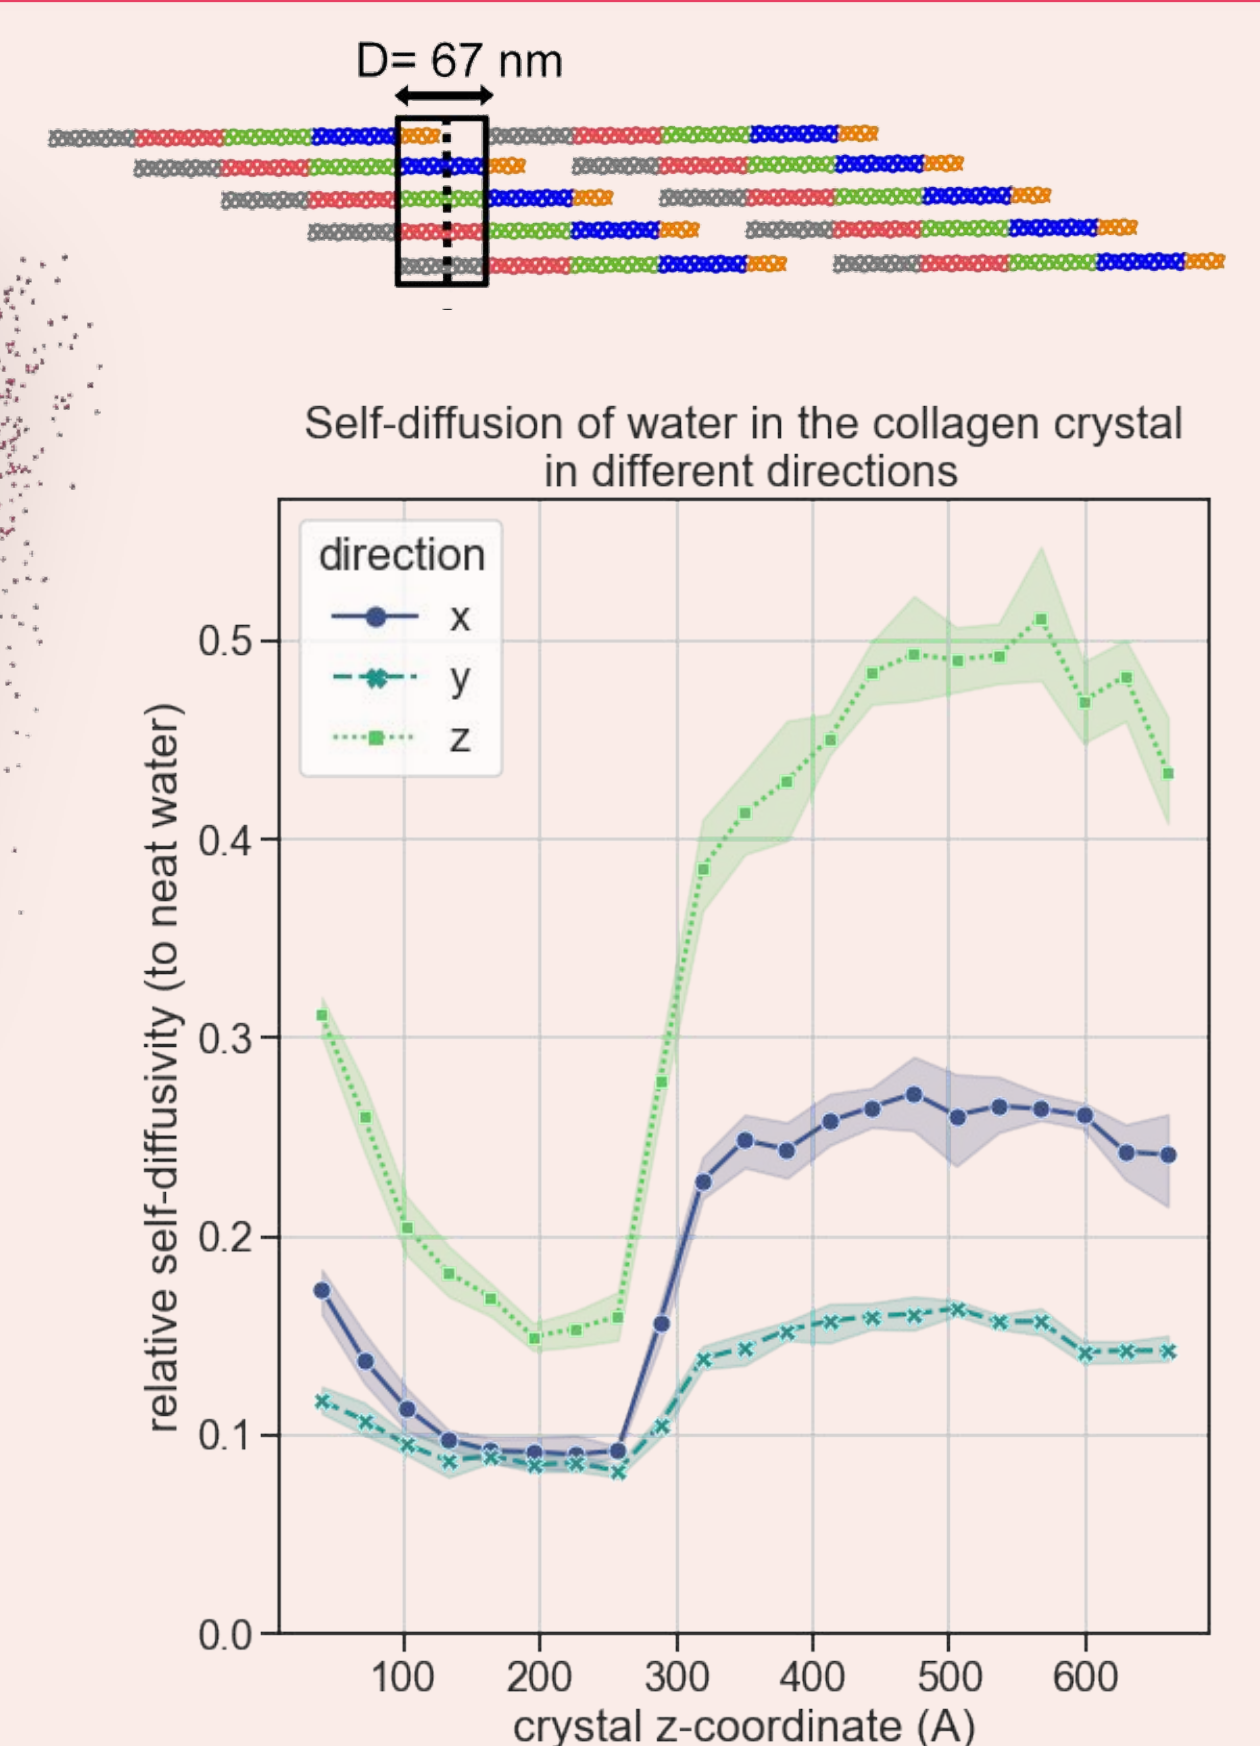 D= 67 nm
Self-diffusion of water in the collagen crystal
in different directions
direction
x
y
z
relative self-diffusivity (to neat water)
0.5
0.4
0.3
0.2
0.1
0.0
100 200 300 400 500 600
crystal z-coordinate (A)